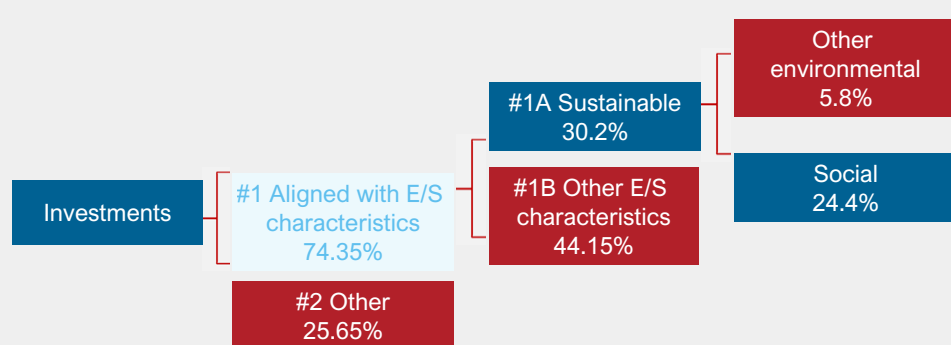 Investments
#1 Aligned with E/S
characteristics
74.35%
#2 Other
25.65%
#1A Sustainable
30.2%
#1B Other E/S
characteristics
44.15%
Other
environmental
5.8%
Social
24.4%